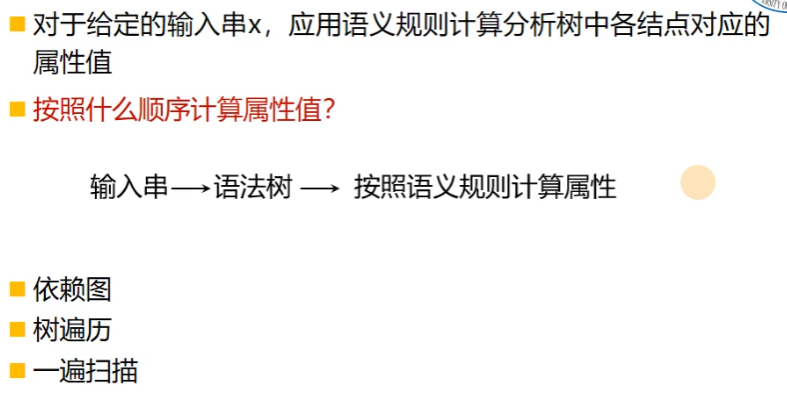 对于给定的输入串x，应用语义规则计算分析树中各结点对应的
属性值
按照什么顺序计算属性值？
输入串→语法树→ 按照语义规则计算属性
依赖图
树遍历
一遍扫描